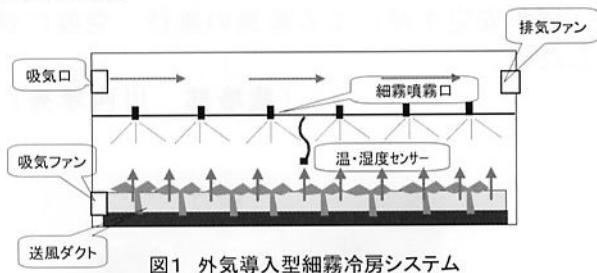 排気ファン
吸気口
細霧噴霧口
温・湿度センサー
吸気ファン
送風ダクト
図1 外気導入型細霧冷房システム